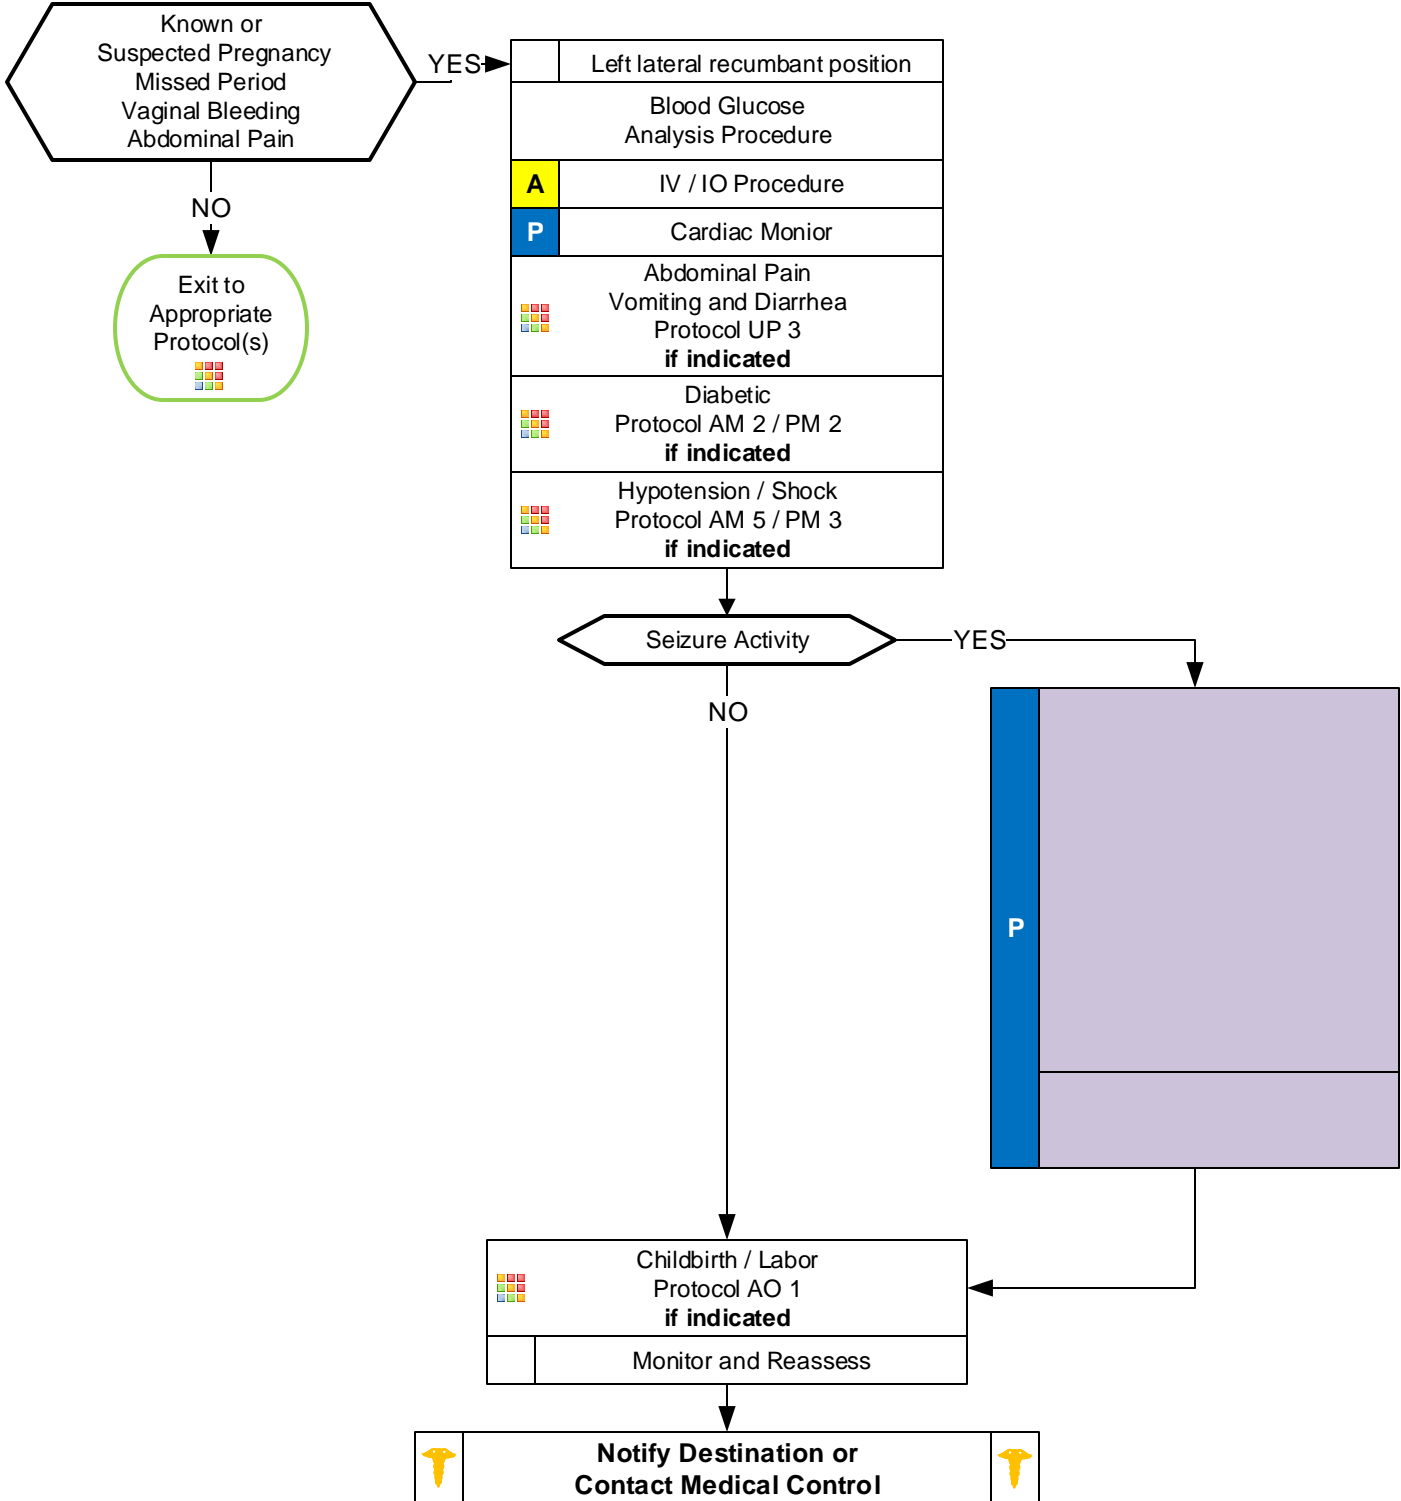 Known or
Suspected Pregnancy
Missed Period
Vaginal Bleeding
Abdominal Pain
YES
NO
Exit to
Appropriate
Protocol(s)
Left lateral recumbant position
Blood Glucose
Analysis Procedure
A
IV / IO Procedure
P
Cardiac Monior
Abdominal Pain
Vomiting and Diarrhea
Protocol UP 3
if indicated
Diabetic
Protocol AM 2 / PM 2
if indicated
Hypotension / Shock
Protocol AM 5 / PM 3
if indicated
Seizure Activity
YES
NO
P
Childbirth / Labor
Protocol AO 1
if indicated
Monitor and Reassess
Notify Destination or
Contact Medical Control